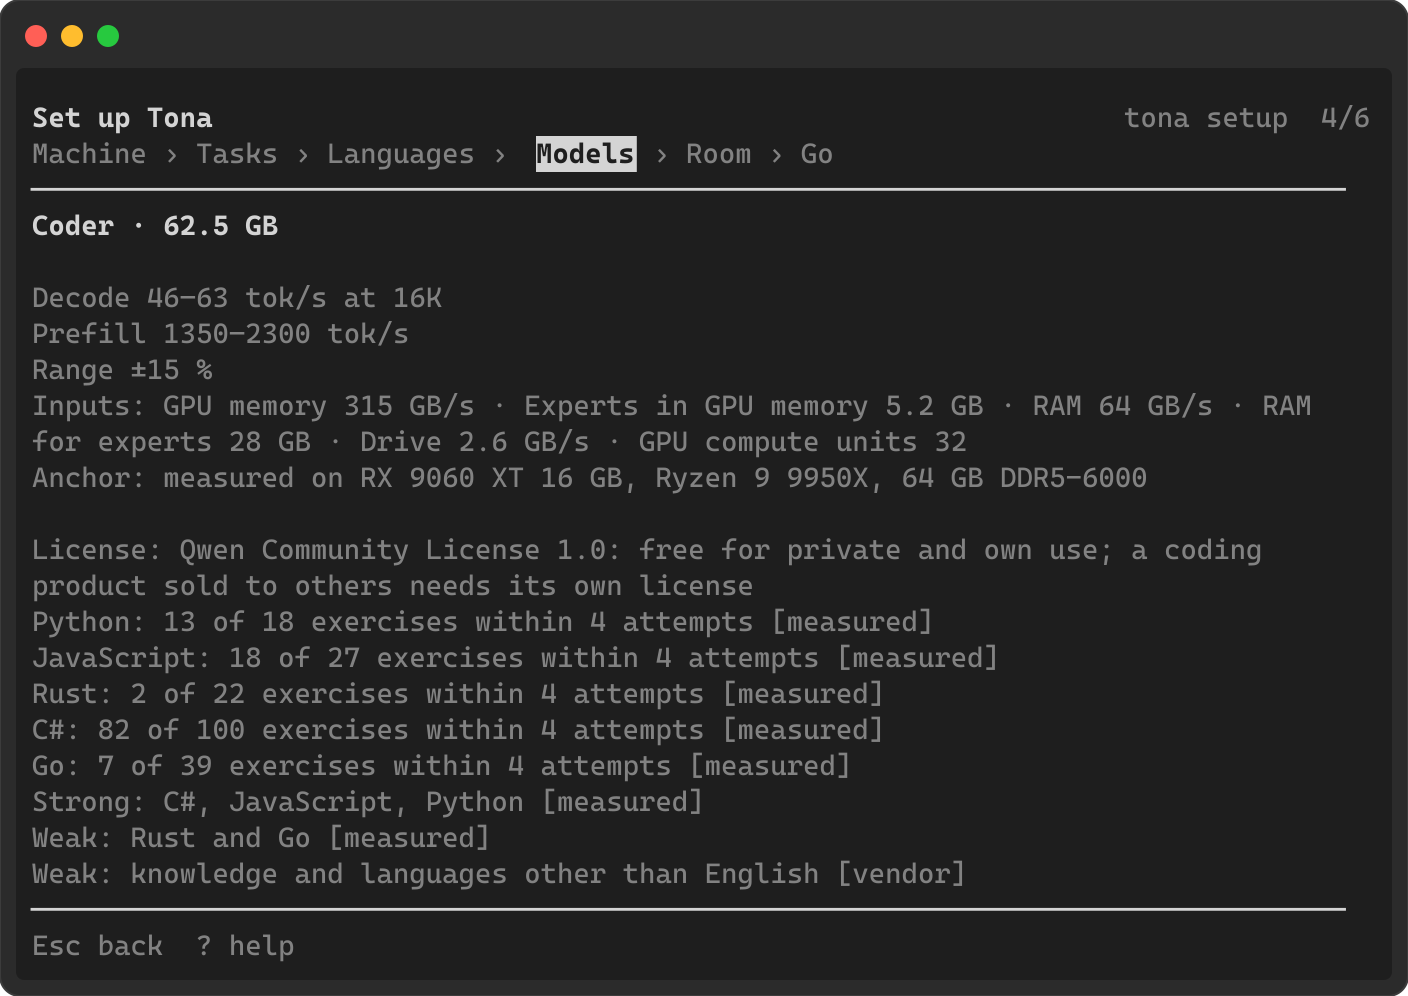 Set up Tona tona setup 4/6
Machine › Tasks › Languages › Models › Room › Go
Coder · 62.5 GB
Decode 46–63 tok/s at 16K
Prefill 1350–2300 tok/s
Range ±15 %
Inputs: GPU memory 315 GB/s · Experts in GPU memory 5.2 GB · RAM 64 GB/s · RAM
for experts 28 GB · Drive 2.6 GB/s · GPU compute units 32
Anchor: measured on RX 9060 XT 16 GB, Ryzen 9 9950X, 64 GB DDR5-6000
License: Qwen Community License 1.0: free for private and own use; a coding
product sold to others needs its own license
Python: 13 of 18 exercises within 4 attempts [measured]
JavaScript: 18 of 27 exercises within 4 attempts [measured]
Rust: 2 of 22 exercises within 4 attempts [measured]
C#: 82 of 100 exercises within 4 attempts [measured]
Go: 7 of 39 exercises within 4 attempts [measured]
Strong: C#, JavaScript, Python [measured]
Weak: Rust and Go [measured]
Weak: knowledge and languages other than English [vendor]
Esc back ? help